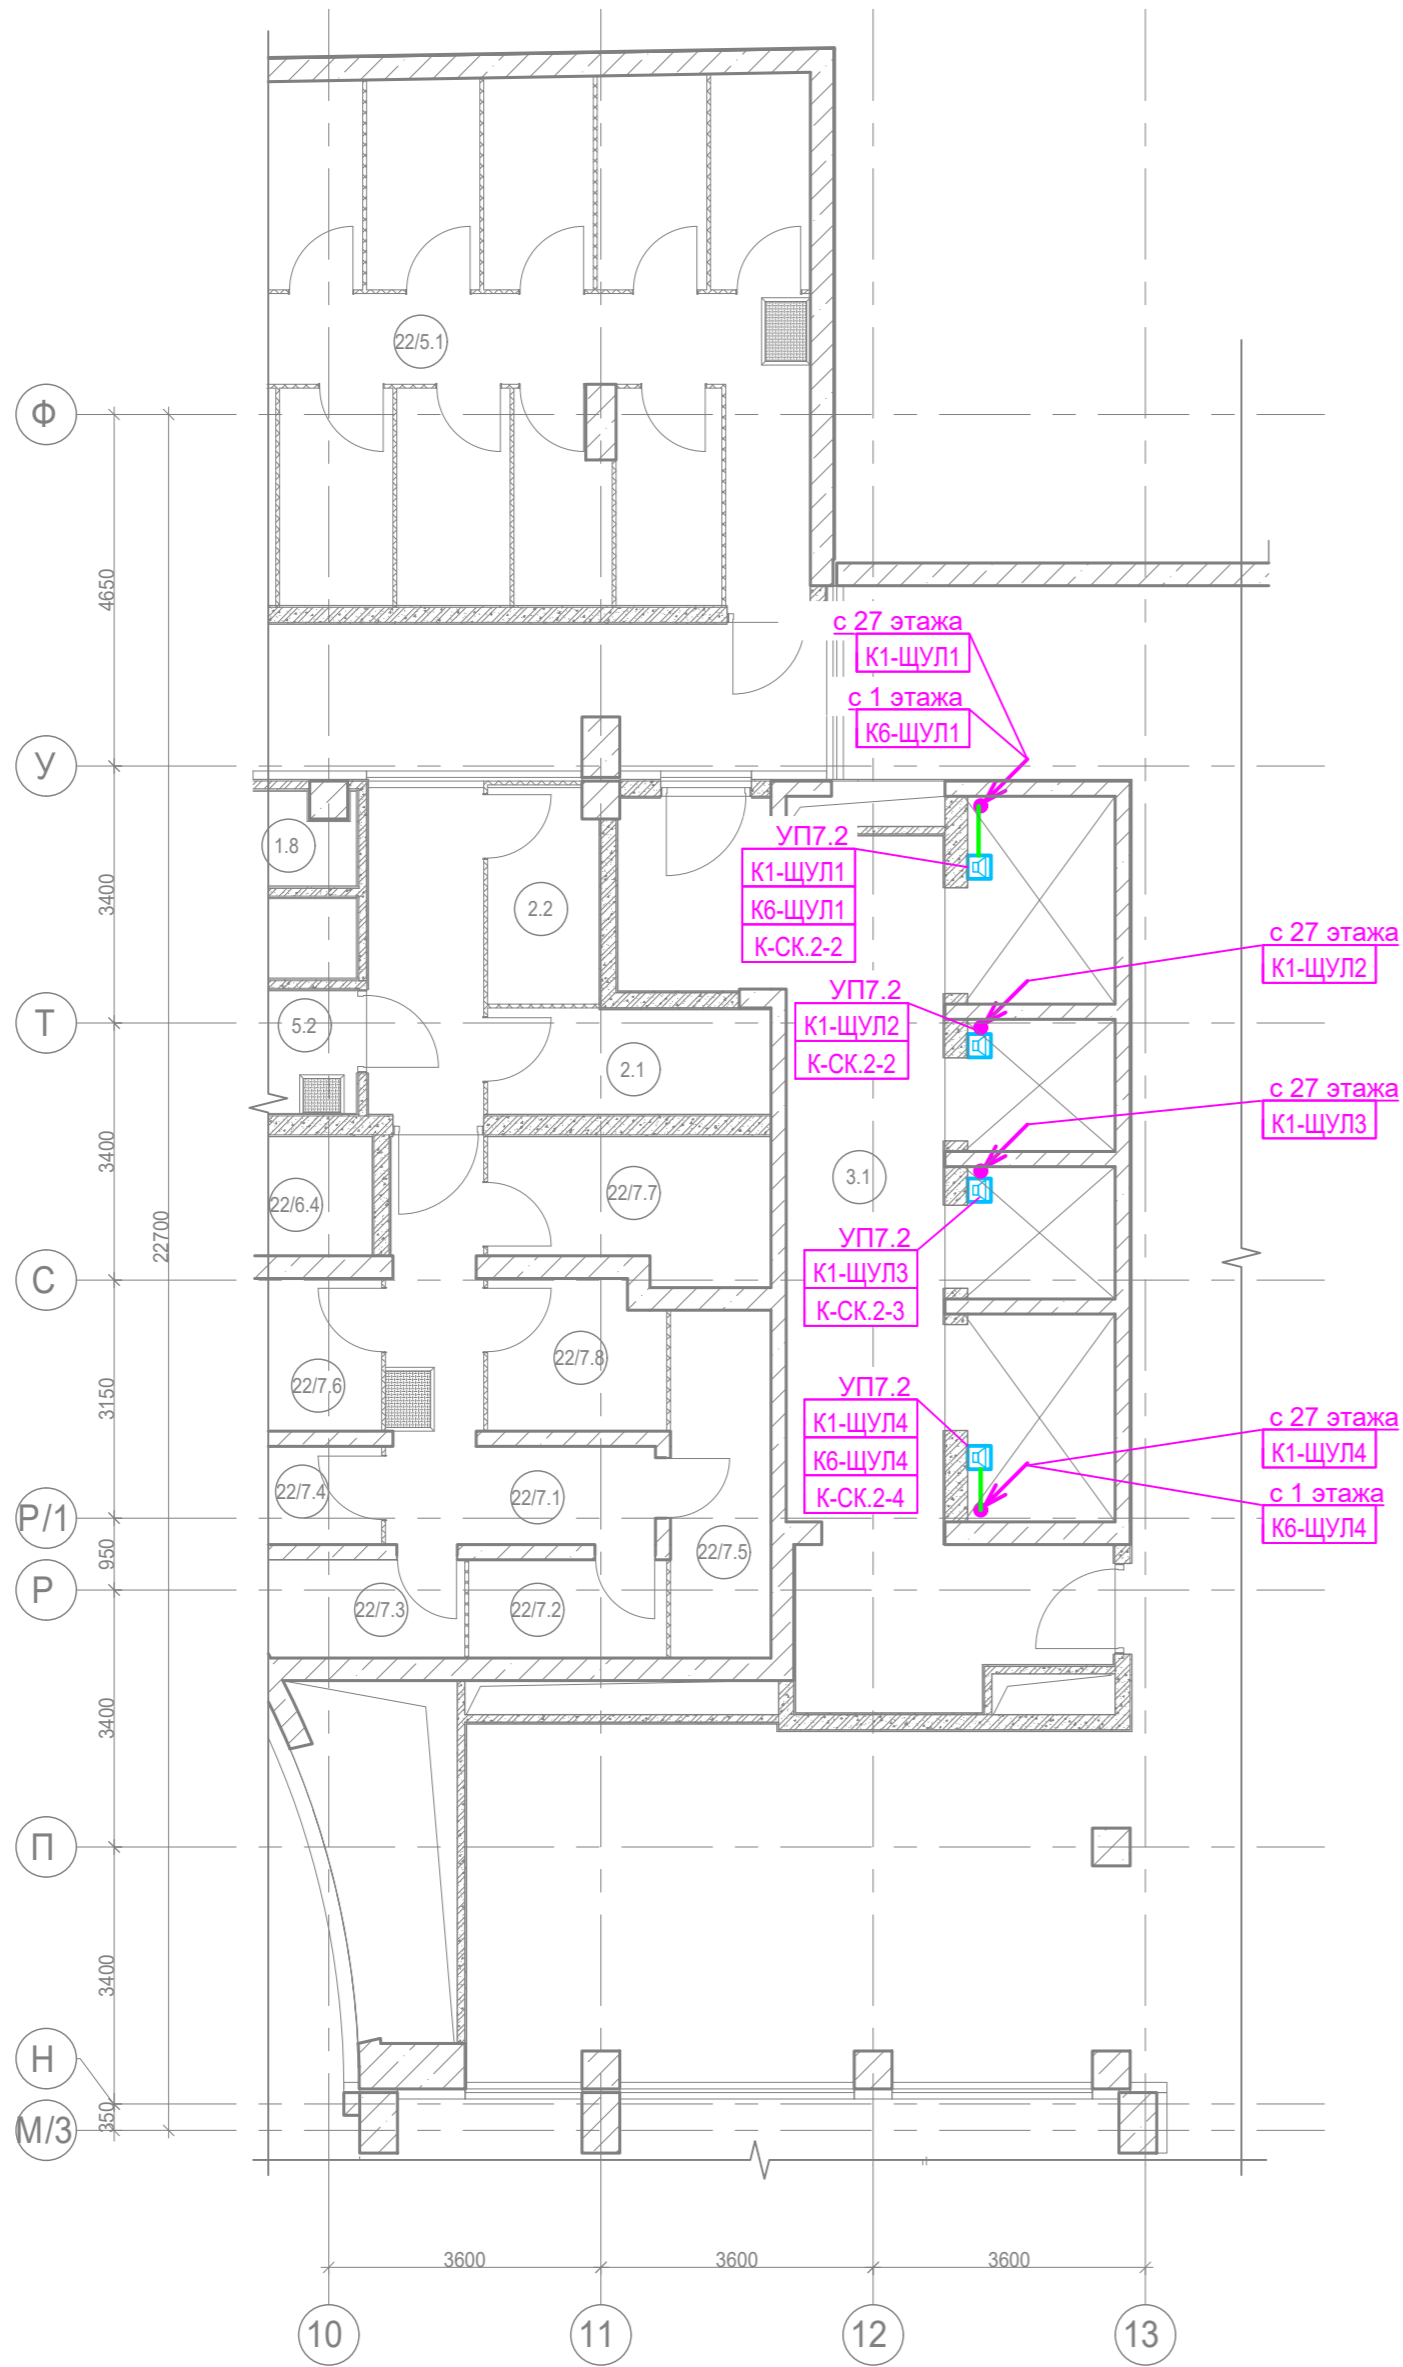 22/5.1
Ф
4650
с 27 этажа
К1-ЩУЛ1
с 1 этажа
К6-ЩУЛ1
У
1.8
УП7.2
К1-ЩУЛ1
К6-ЩУЛ1
К-СК.2-2
3400
2.2
с 27 этажа
К1-ЩУЛ2
УП7.2
К1-ЩУЛ2
К-СК.2-2
Т
5.2
2.1
с 27 этажа
К1-ЩУЛ3
3400
3.1
22/6.4
22/7.7
22700
УП7.2
К1-ЩУЛ3
К-СК.2-3
С
22/7.8
22/7.6
3150
УП7.2
К1-ЩУЛ4
К6-ЩУЛ4
К-СК.2-4
с 27 этажа
К1-ЩУЛ4
с 1 этажа
К6-ЩУЛ4
22/7.4
22/7.1
Р/1
950
22/7.5
Р
22/7.3
22/7.2
3400
П
3400
Н
350
М/3
3600
3600
3600
10
11
12
13